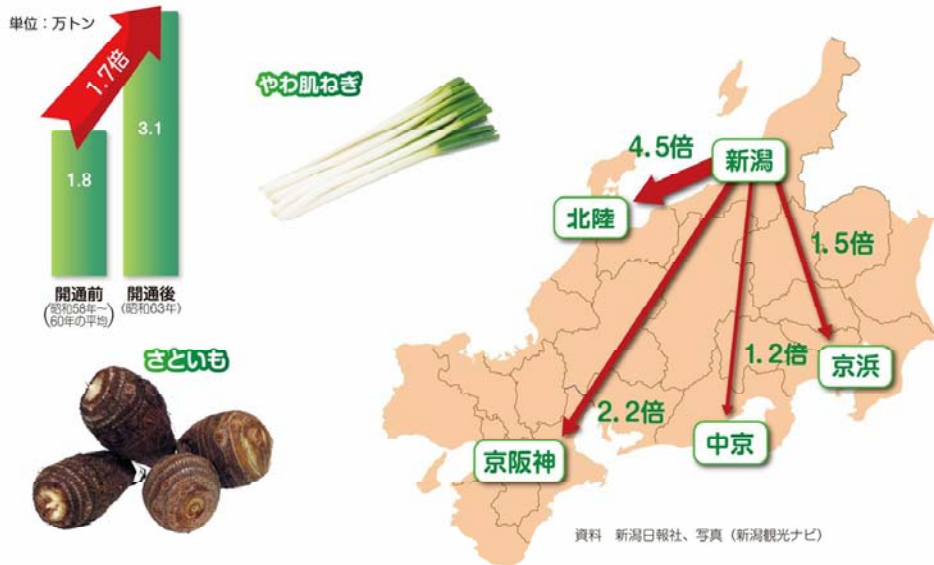 単位：万トン
1.7倍
1.8
3.1
開通前
(昭和58年～
60年の平均)
開通後
(昭和63年)
やわ肌ねぎ
さといも
新潟
4.5倍
北陸
1.5倍
京浜
1.2倍
中京
2.2倍
京阪神
資料　新潟日報社、写真（新潟観光ナビ）